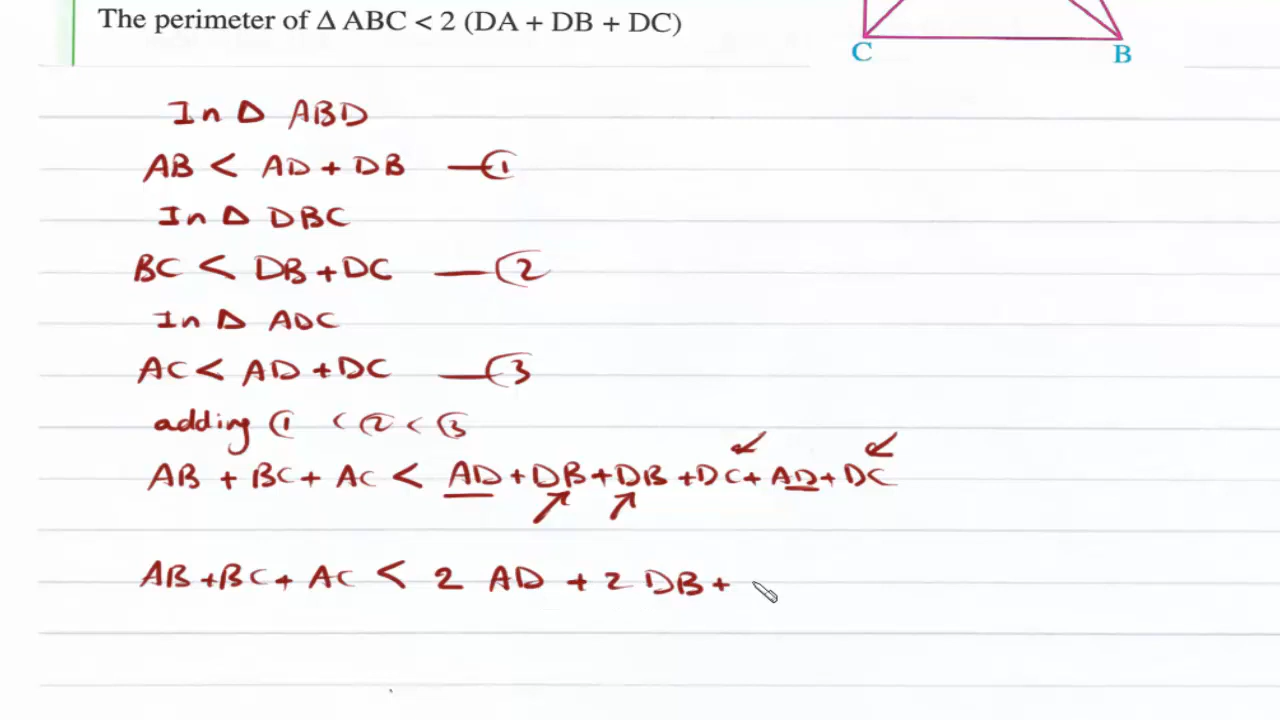 The perimeter of Δ ABC < 2 (DA + DB + DC)
C
B
In Δ ABD
AB < AD + DB —①
In Δ DBC
BC < DB + DC —②
In Δ ADC
AC < AD + DC —③
adding ① < ② < ③
AB + BC + AC < AD + DB + DB + DC + AD + DC
AB + BC + AC < 2 AD + 2 DB +